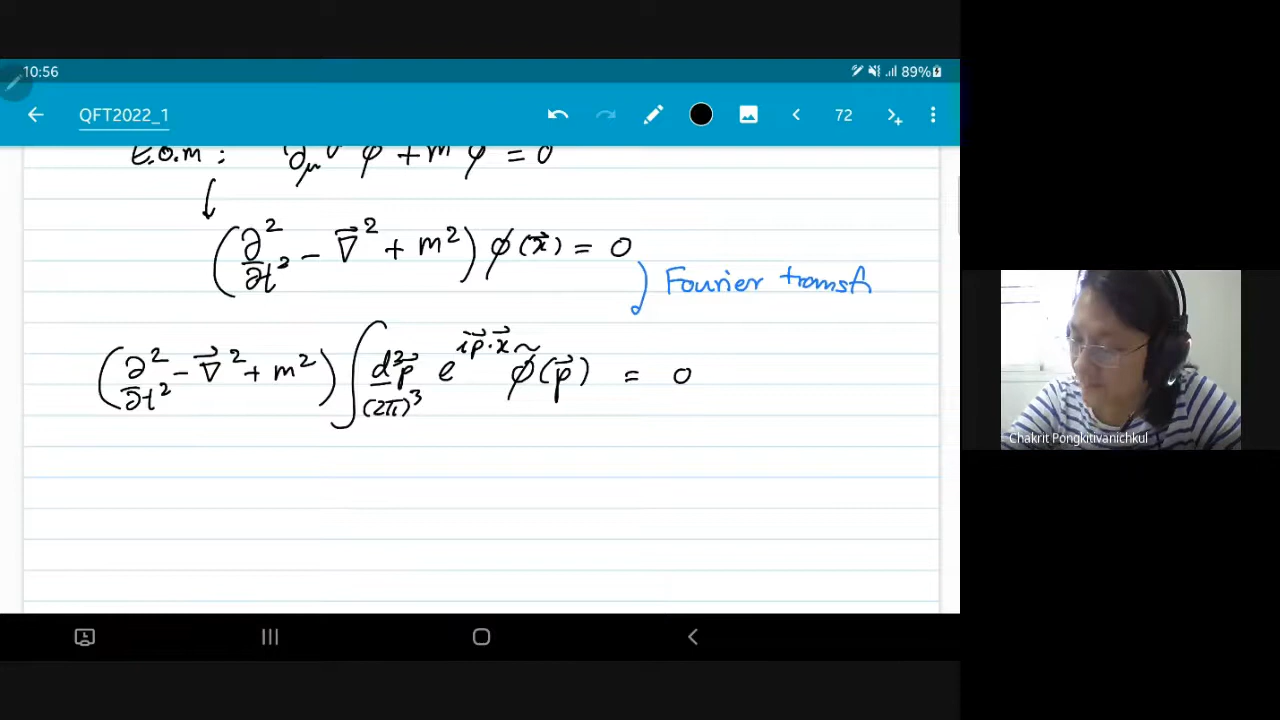 10:56 89%
QFT2022_1 72
E.O.m : ∂_μ ∂^μ φ + m² φ = 0
(∂²/∂t² − ∇⃗² + m²) φ(x⃗) = 0
Fourier transf
(∂²/∂t² − ∇⃗² + m²) ∫ d³p⃗/(2π)³ e^{ip⃗·x⃗} φ̃(p⃗) = 0
Chakrit Pongkitivanichkul